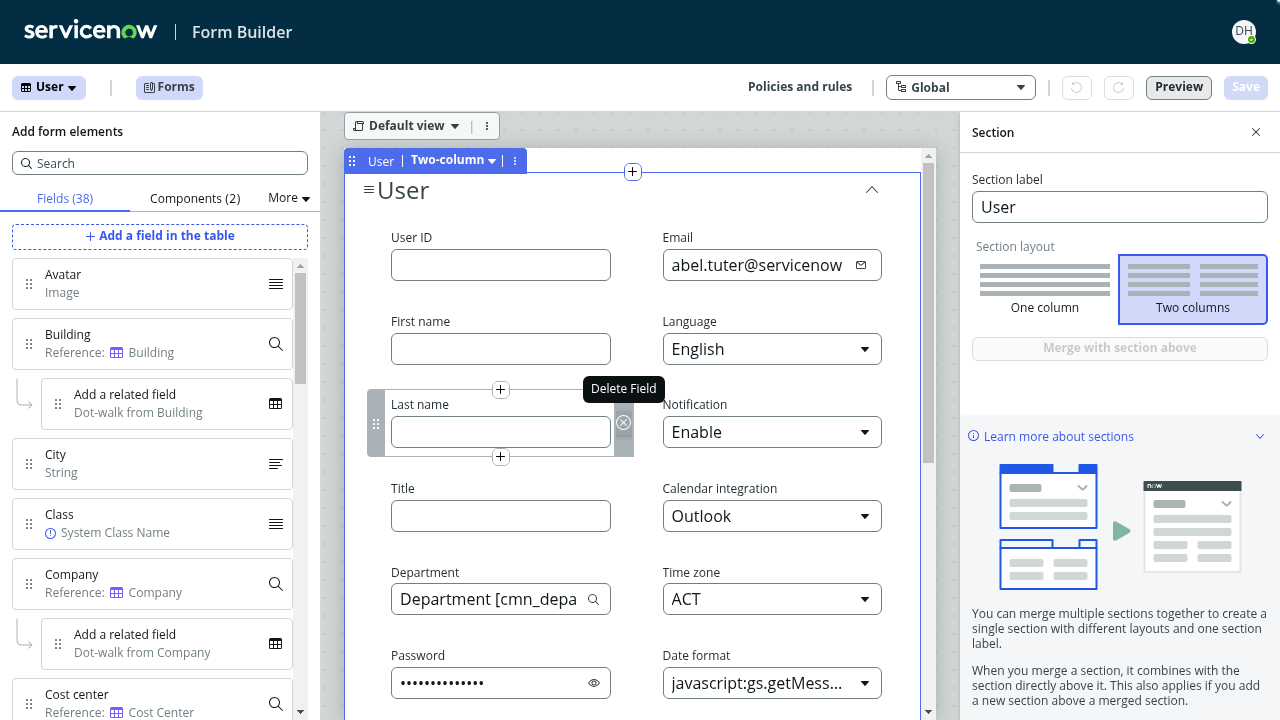 servicenow
Form Builder
DH
User
Forms
Policies and rules
Global
Preview
Save
Add form elements
Search
Fields (38)
Components (2)
More
+ Add a field in the table
Avatar
Image
Building
Reference: Building
Add a related field
Dot-walk from Building
City
String
Class
System Class Name
Company
Reference: Company
Add a related field
Dot-walk from Company
Cost center
Reference: Cost Center
Default view
User
Two-column
User
User ID
Email
abel.tuter@servicenow
First name
Language
English
Delete Field
Last name
Notification
Enable
Title
Calendar integration
Outlook
Department
Department [cmn_depa
Time zone
ACT
Password
••••••••••••••
Date format
javascript:gs.getMess...
Section
Section label
User
Section layout
One column
Two columns
Merge with section above
Learn more about sections
now
You can merge multiple sections together to create a
single section with different layouts and one section
label.
When you merge a section, it combines with the
section directly above it. This also applies if you add
a new section above a merged section.